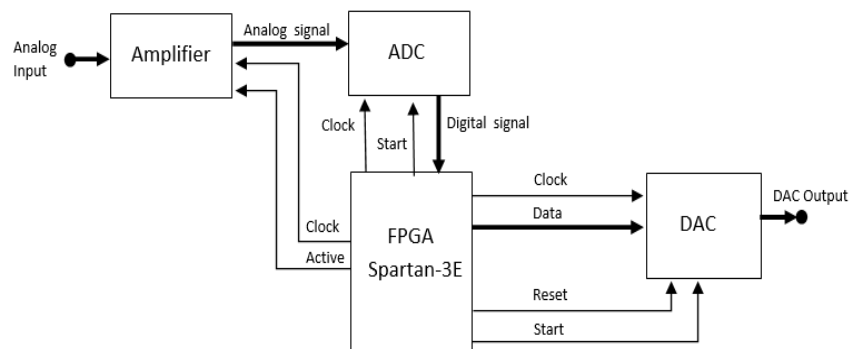 Analog signal
Analog
Input
Amplifier
ADC
Clock
Start
Digital signal
Clock
Active
FPGA
Spartan-3E
Clock
Data
Reset
Start
DAC
DAC Output